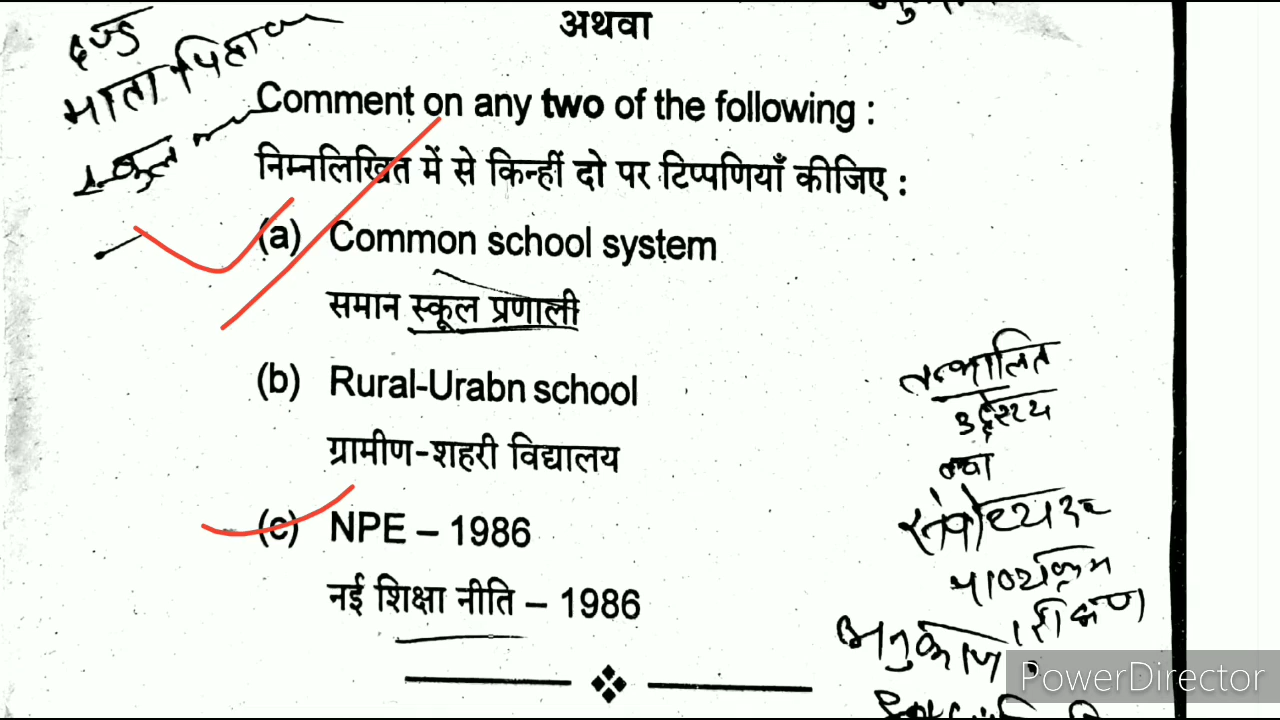 अथवा
माता पिता
Comment on any two of the following :
स्कूल
निम्नलिखित में से किन्हीं दो पर टिप्पणियाँ कीजिए :
(a) Common school system
समान स्कूल प्रणाली
(b) Rural-Urabn school
ग्रामीण-शहरी विद्यालय
(c) NPE – 1986
नई शिक्षा नीति – 1986
उद्देश्य
पाठ्यक्रम
शिक्षण
PowerDirector